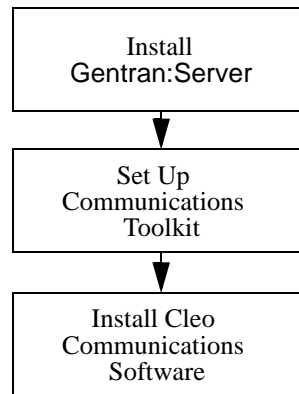 Install
Gentran:Server
Set Up
Communications
Toolkit
Install Cleo
Communications
Software